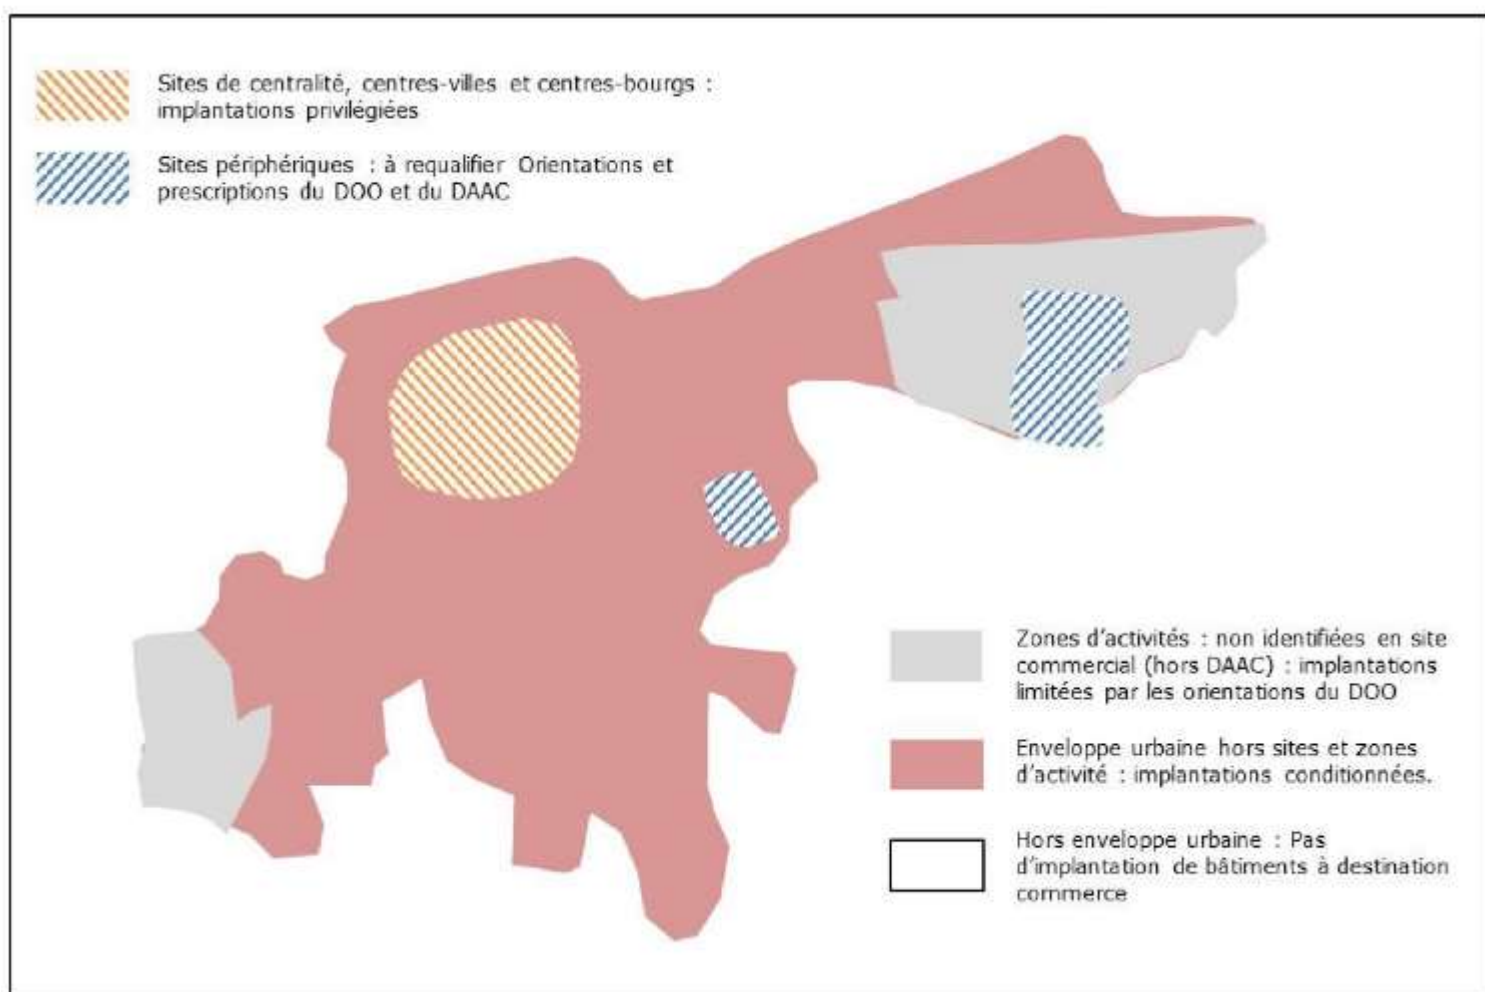 Sites de centralité, centres-villes et centres-bourgs :
implantations privilégiées
Sites périphériques : à requalifier Orientations et
prescriptions du DOO et du DAAC
Zones d'activités : non identifiées en site
commercial (hors DAAC) : implantations
limitées par les orientations du DOO
Enveloppe urbaine hors sites et zones
d'activité : implantations conditionnées.
Hors enveloppe urbaine : Pas
d'implantation de bâtiments à destination
commerce